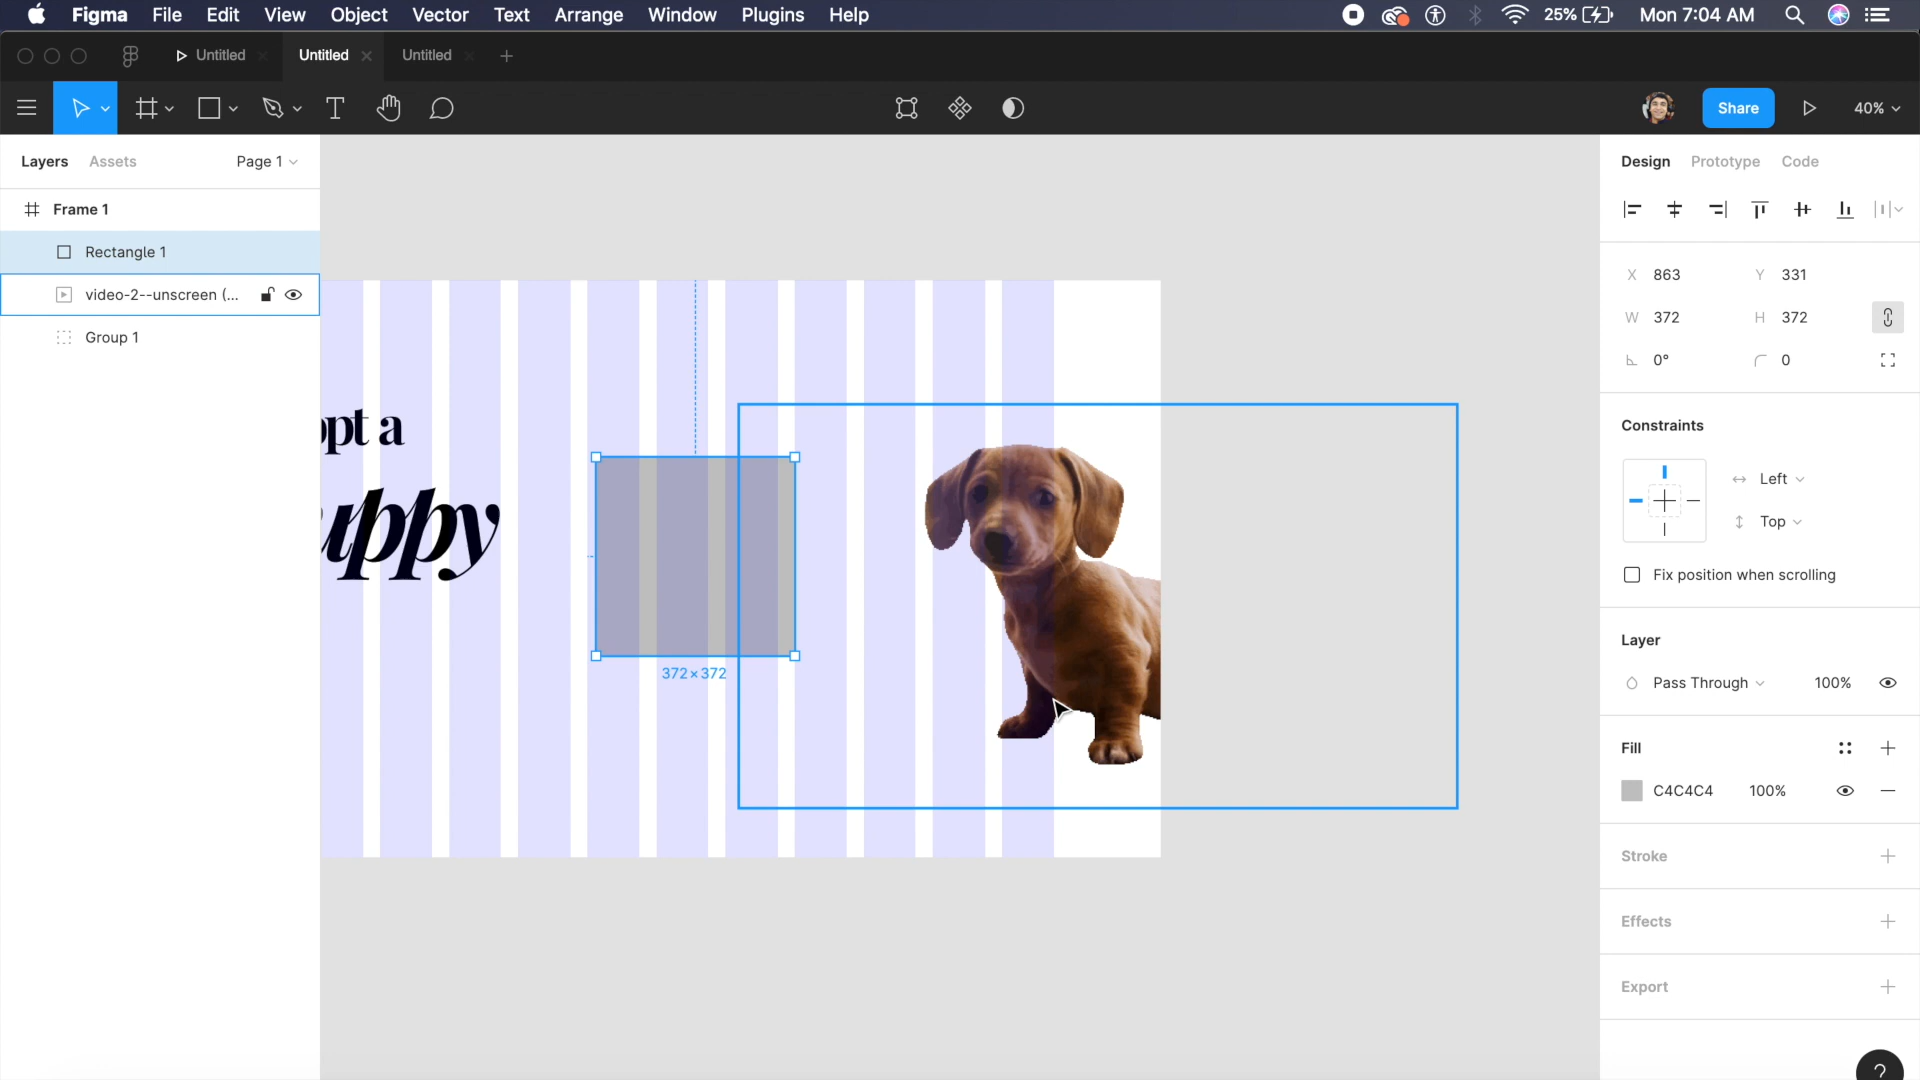 Figma File Edit View Object Vector Text Arrange Window Plugins Help 25% Mon 7:04 AM
Untitled Untitled Untitled
Share 40%
Layers Assets Page 1
Frame 1
Rectangle 1
video-2--unscreen (...
Group 1
opt a
uppy
372×372
Design Prototype Code
X 863 Y 331
W 372 H 372
0° 0
Constraints
Left
Top
Fix position when scrolling
Layer
Pass Through 100%
Fill
C4C4C4 100%
Stroke
Effects
Export
?